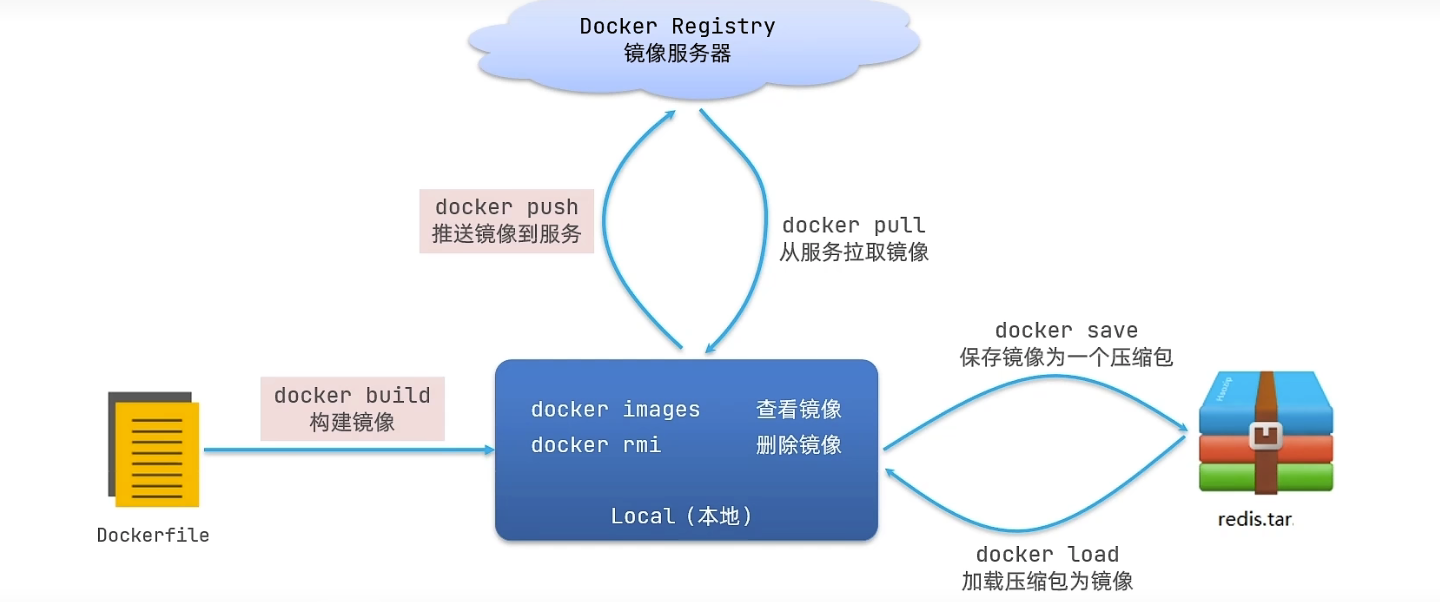 Docker Registry
镜像服务器
docker push
推送镜像到服务
docker pull
从服务拉取镜像
docker save
保存镜像为一个压缩包
docker build
构建镜像
docker images 查看镜像
docker rmi 删除镜像
Local（本地）
Dockerfile
redis.tar
docker load
加载压缩包为镜像